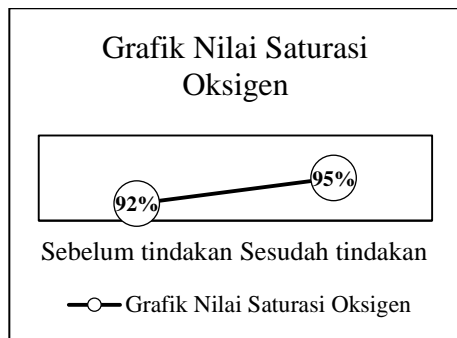 Grafik Nilai Saturasi
Oksigen
92%
95%
Sebelum tindakan Sesudah tindakan
Grafik Nilai Saturasi Oksigen